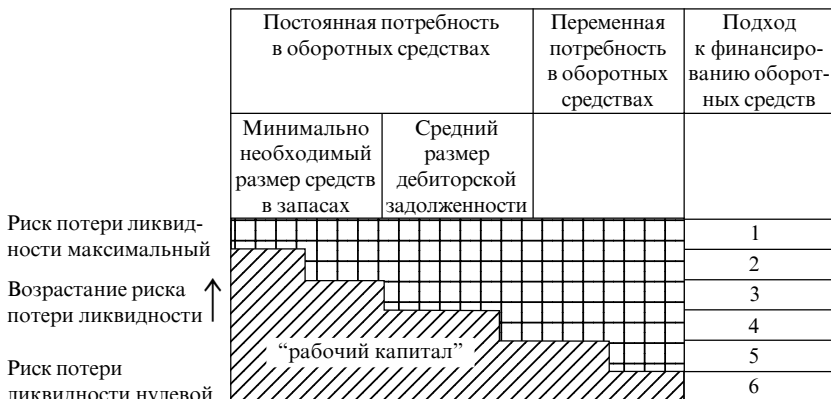 Постоянная потребность
в оборотных средствах
Переменная
потребность
в оборотных
средствах
Подход
к финансиро-
ванию оборот-
ных средств
Минимально
необходимый
размер средств
в запасах
Средний
размер
дебиторской
задолженности
Риск потери ликвид-
ности максимальный
Возрастание риска
потери ликвидности
Риск потери
ликвидности нулевой
"рабочий капитал"
1
2
3
4
5
6